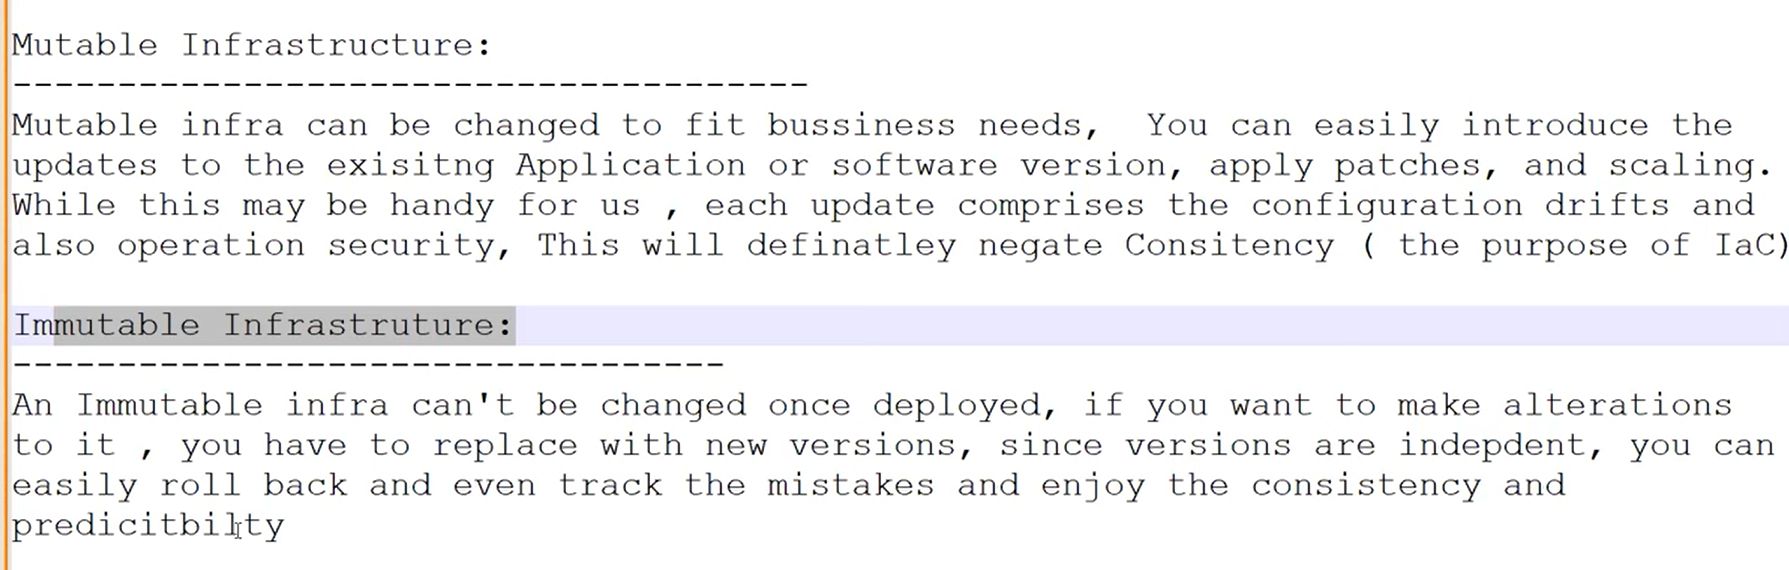 Mutable Infrastructure:
--------------------------------------
Mutable infra can be changed to fit bussiness needs,  You can easily introduce the
updates to the exisitng Application or software version, apply patches, and scaling.
While this may be handy for us , each update comprises the configuration drifts and
also operation security, This will definatley negate Consitency ( the purpose of IaC)
Immutable Infrastruture:
----------------------------------
An Immutable infra can't be changed once deployed, if you want to make alterations
to it , you have to replace with new versions, since versions are indepdent, you can
easily roll back and even track the mistakes and enjoy the consistency and
predicitbilty